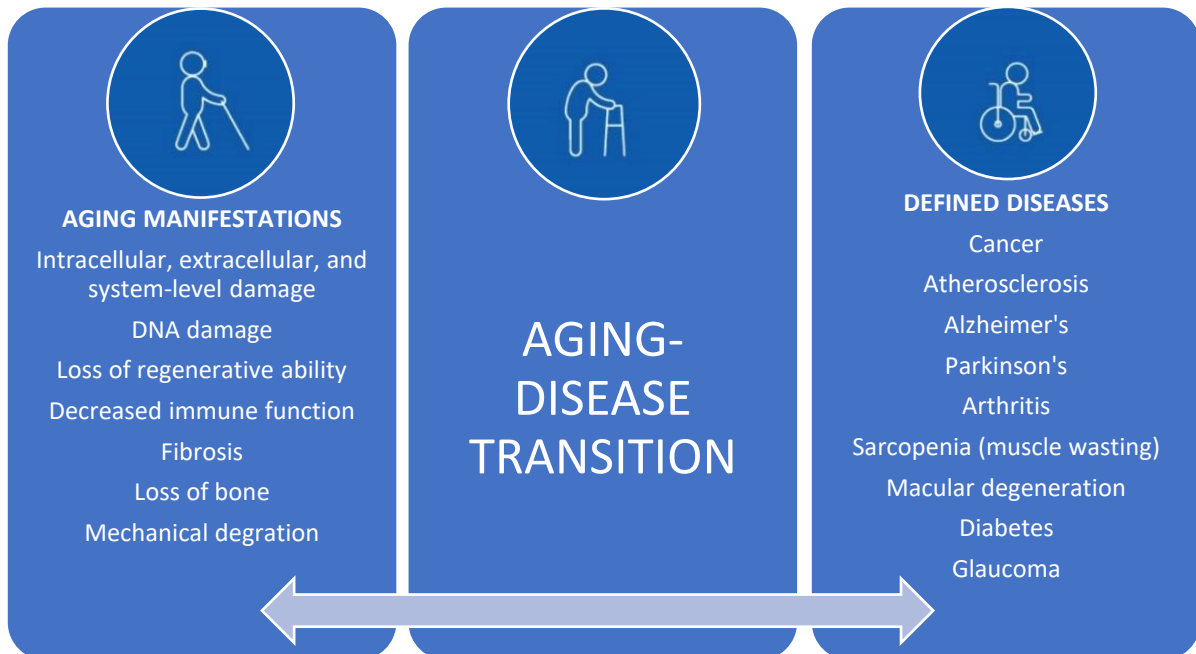 AGING MANIFESTATIONS
Intracellular, extracellular, and
system-level damage
DNA damage
Loss of regenerative ability
Decreased immune function
Fibrosis
Loss of bone
Mechanical degration
AGING-
DISEASE
TRANSITION
DEFINED DISEASES
Cancer
Atherosclerosis
Alzheimer's
Parkinson's
Arthritis
Sarcopenia (muscle wasting)
Macular degeneration
Diabetes
Glaucoma